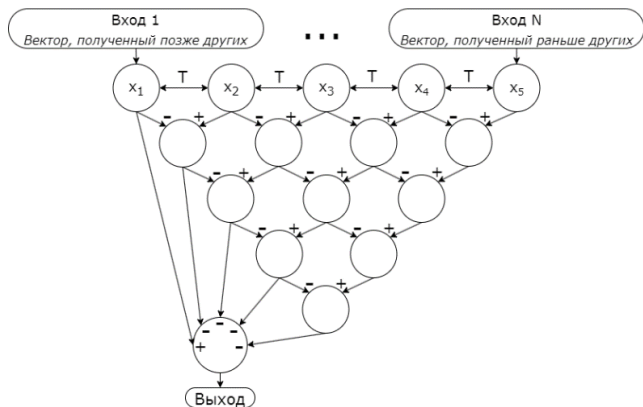 Вход 1
Вектор, полученный позже других
...
Вход N
Вектор, полученный раньше других
x1 T x2 T x3 T x4 T x5
- + - + - + - +
- + - + - +
- + - +
- +
+ - - - -
Выход